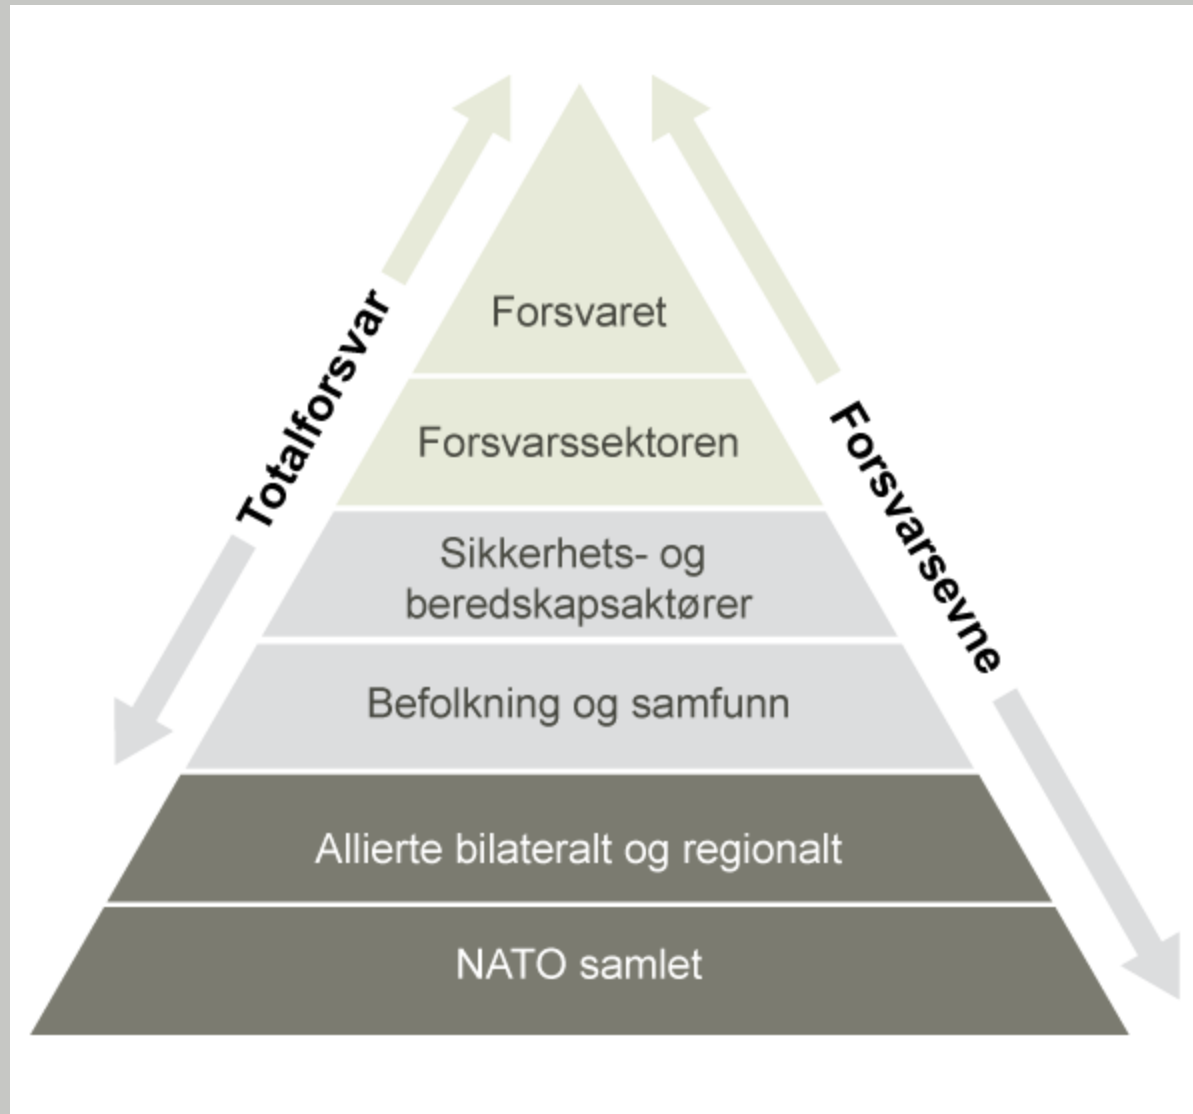 Totalforsvar
Forsvarsevne
Forsvaret
Forsvarssektoren
Sikkerhets- og
beredskapsaktører
Befolkning og samfunn
Allierte bilateralt og regionalt
NATO samlet